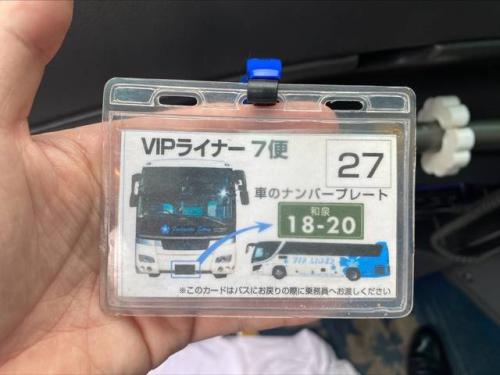 VIPライナー 7便
27
車のナンバープレート
和泉
18-20
VIP LINER
※このカードはバスにお戻りの際に乗務員へお渡しください